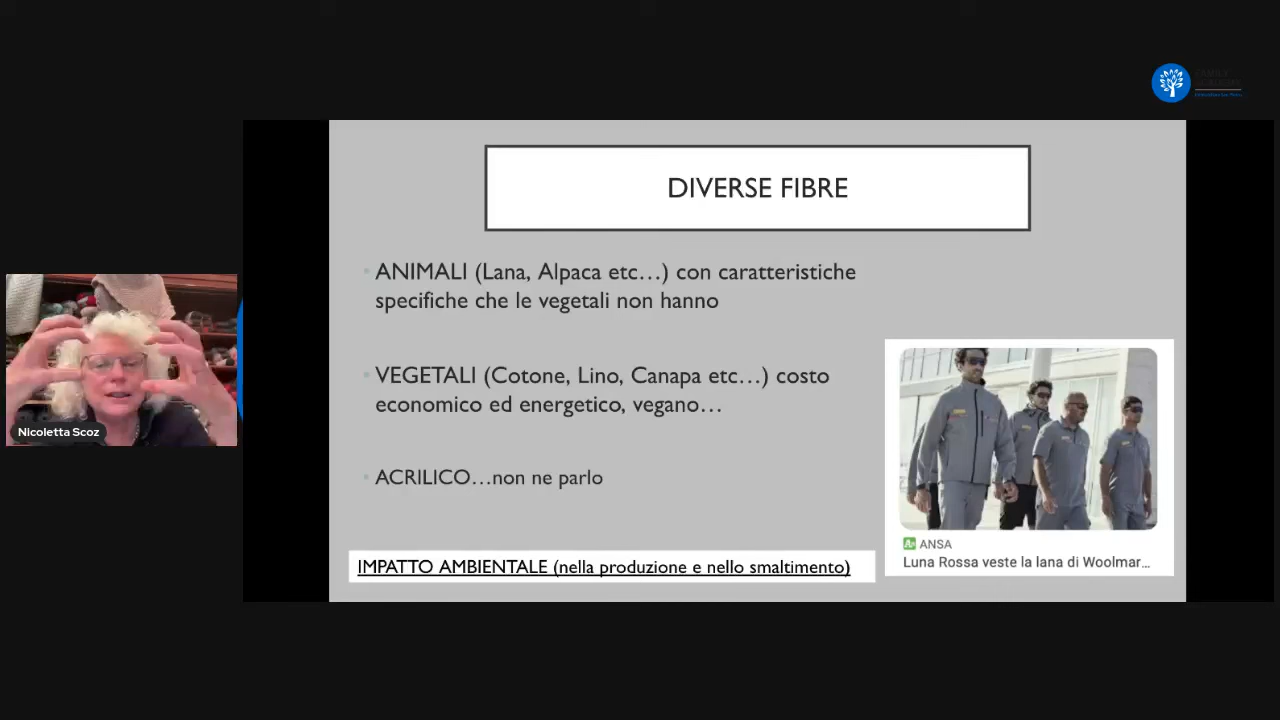 DIVERSE FIBRE
ANIMALI (Lana, Alpaca etc…) con caratteristiche
specifiche che le vegetali non hanno
VEGETALI (Cotone, Lino, Canapa etc…) costo
economico ed energetico, vegano…
ACRILICO…non ne parlo
IMPATTO AMBIENTALE (nella produzione e nello smaltimento)
ANSA
Luna Rossa veste la lana di Woolmar...
Nicoletta Scoz